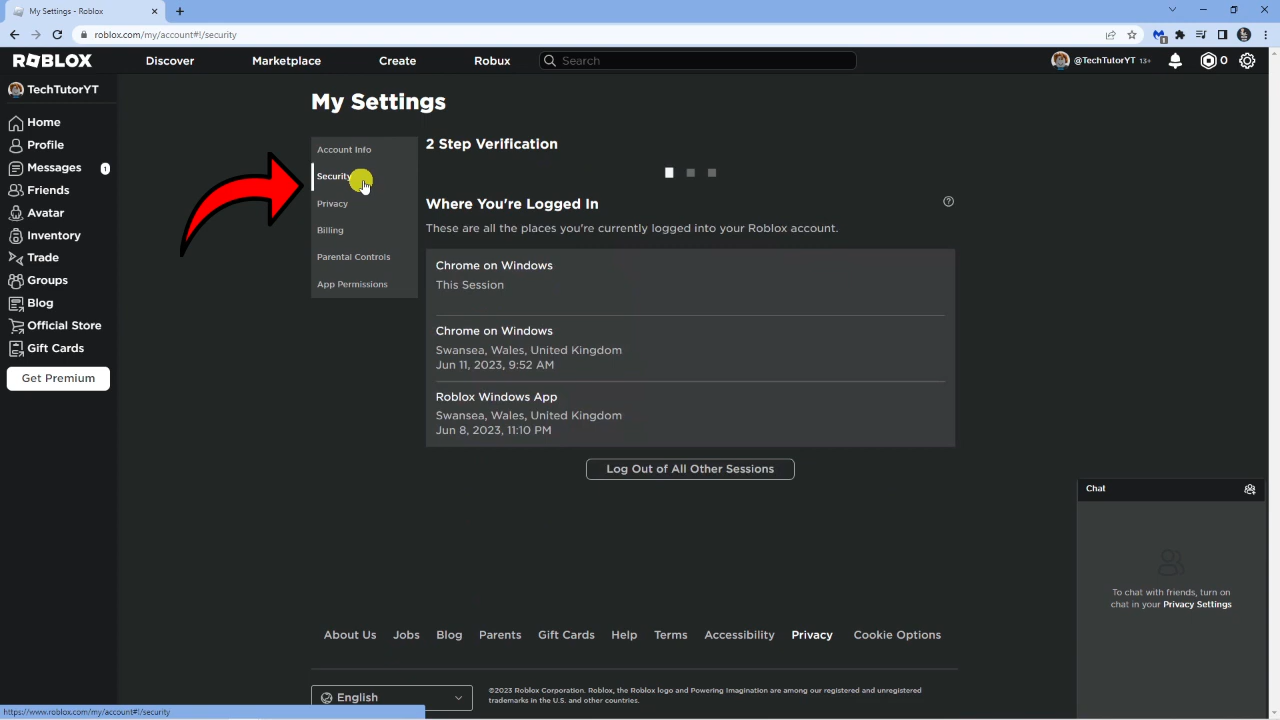 My Settings - Roblox
roblox.com/my/account#!/security
1
ROBLOX
Discover
Marketplace
Create
Robux
Search
@TechTutorYT 13+
0
TechTutorYT
Home
Profile
Messages 1
Friends
Avatar
Inventory
Trade
Groups
Blog
Official Store
Gift Cards
Get Premium
My Settings
Account Info
Security
Privacy
Billing
Parental Controls
App Permissions
2 Step Verification
Where You're Logged In
These are all the places you're currently logged into your Roblox account.
Chrome on Windows
This Session
Chrome on Windows
Swansea, Wales, United Kingdom
Jun 11, 2023, 9:52 AM
Roblox Windows App
Swansea, Wales, United Kingdom
Jun 8, 2023, 11:10 PM
Log Out of All Other Sessions
Chat
To chat with friends, turn on
chat in your Privacy Settings
About Us Jobs Blog Parents Gift Cards Help Terms Accessibility Privacy Cookie Options
English
©2023 Roblox Corporation. Roblox, the Roblox logo and Powering Imagination are among our registered and unregistered
trademarks in the U.S. and other countries.
https://www.roblox.com/my/account#!/security